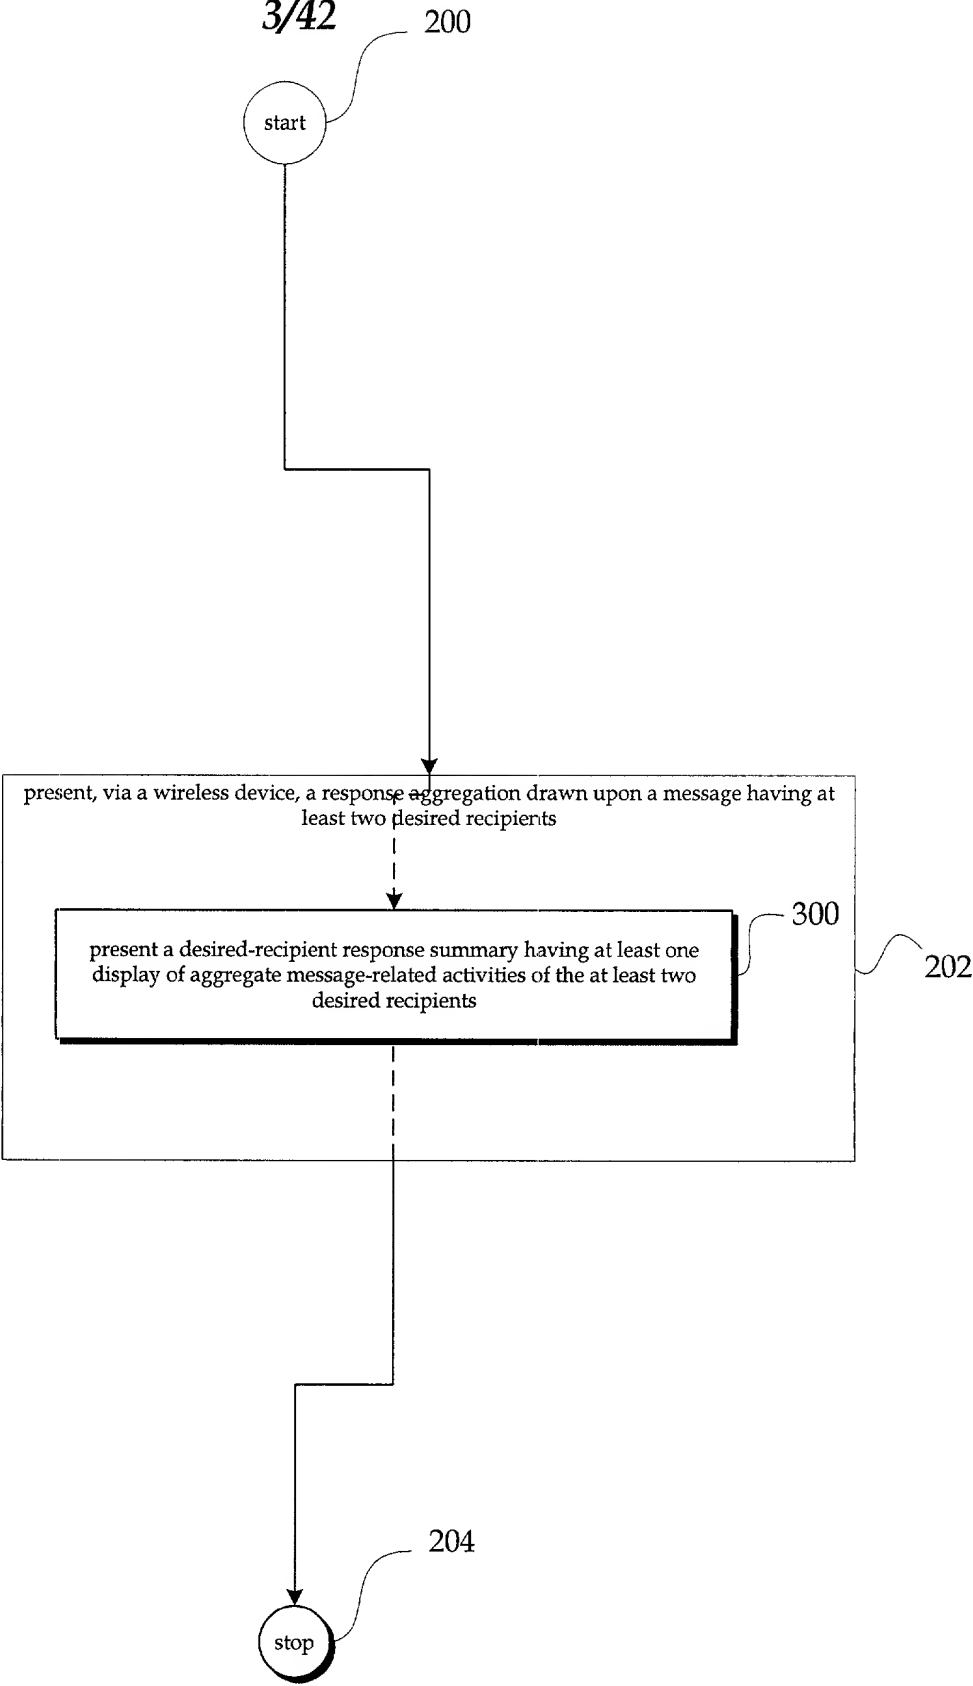 3/42
200
start
present, via a wireless device, a response aggregation drawn upon a message having at
least two desired recipients
300
present a desired-recipient response summary having at least one
display of aggregate message-related activities of the at least two
desired recipients
202
204
stop